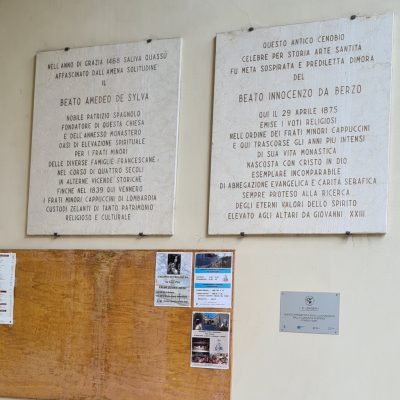 NELL'ANNO DI GRAZIA 1468 SALIVA QUASSÙ
AFFASCINATO DALL'AMENA SOLITUDINE
IL
BEATO AMEDEO DE SYLVA
NOBILE PATRIZIO SPAGNOLO
FONDATORE DI QUESTA CHIESA
E DELL'ANNESSO MONASTERO
OASI DI ELEVAZIONE SPIRITUALE
PER I FRATI MINORI
DELLE DIVERSE FAMIGLIE FRANCESCANE.
NEL CORSO DI QUATTRO SECOLI
IN ALTERNE VICENDE STORICHE
FINCHE NEL 1839 QUI VENNERO
I FRATI MINORI CAPPUCCINI DI LOMBARDIA
CUSTODI ZELANTI DI TANTO PATRIMONIO
RELIGIOSO E CULTURALE
QUESTO ANTICO CENOBIO
CELEBRE PER STORIA ARTE SANTITÀ
FU META SOSPIRATA E PREDILETTA DIMORA
DEL
BEATO INNOCENZO DA BERZO
QUI IL 29 APRILE 1875
EMISE I VOTI RELIGIOSI
NELL'ORDINE DEI FRATI MINORI CAPPUCCINI
E QUI TRASCORSE GLI ANNI PIU INTENSI
DI SUA VITA MONASTICA
NASCOSTA CON CRISTO IN DIO
ESEMPLARE INCOMPARABILE
DI ABNEGAZIONE EVANGELICA E CARITÀ SERAFICA
SEMPRE PROTESO ALLA RICERCA
DEGLI ETERNI VALORI DELLO SPIRITO
ELEVATO AGLI ALTARI DA GIOVANNI XXIII